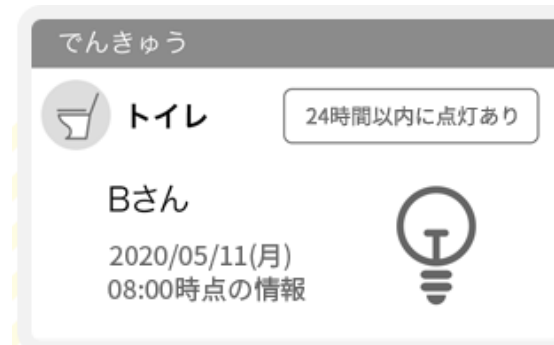 でんきゅう
トイレ
24時間以内に点灯あり
Bさん
2020/05/11(月)
08:00時点の情報